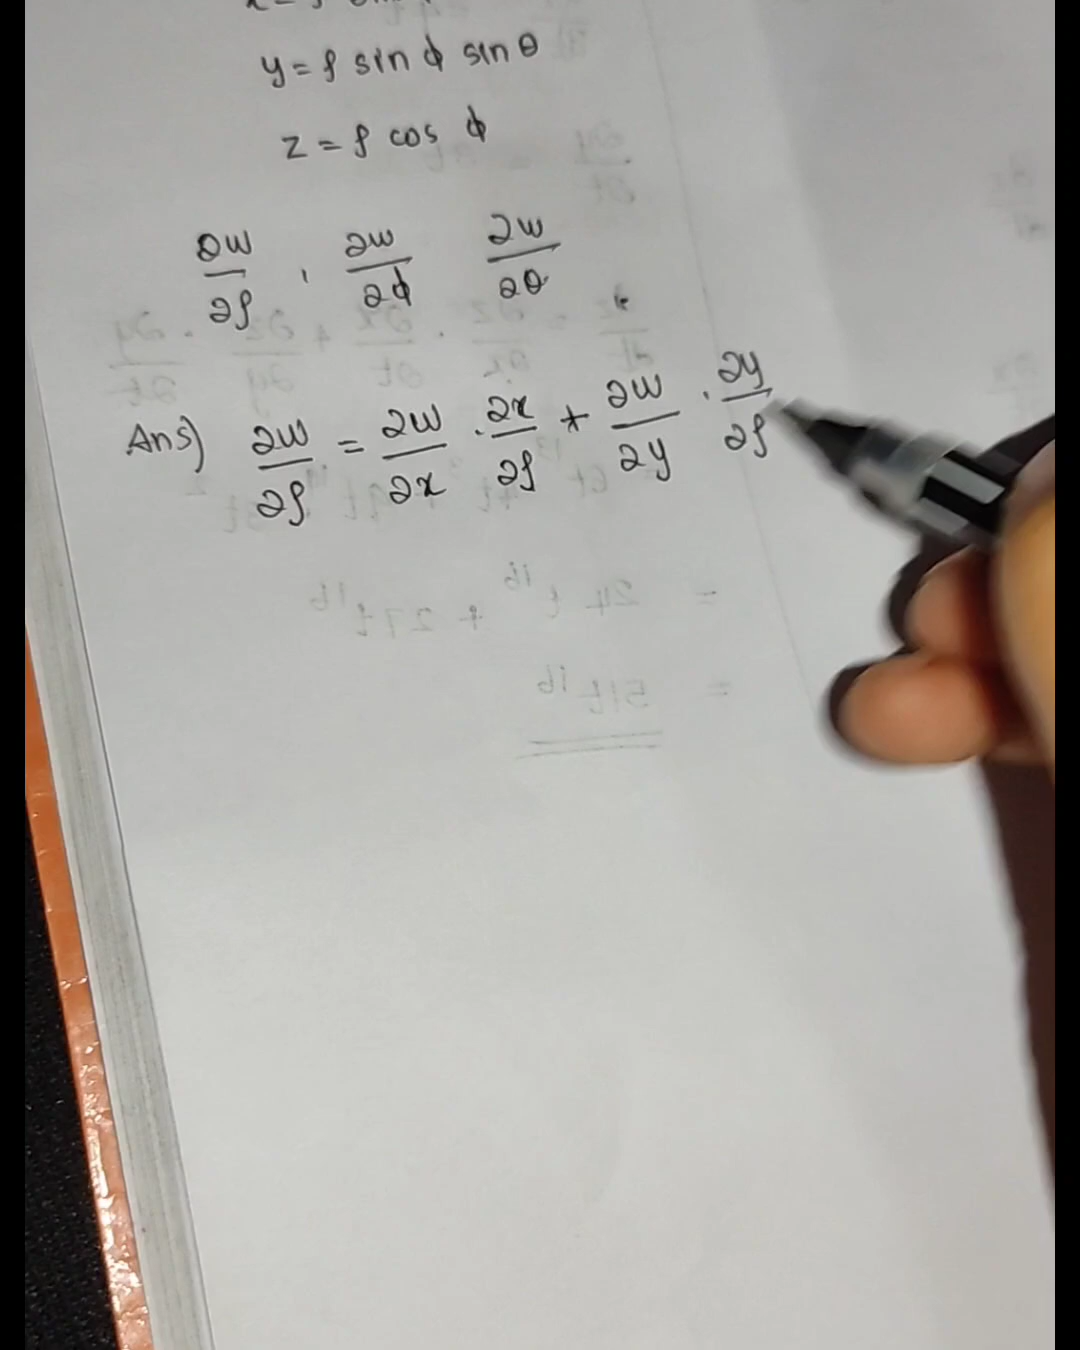 y = ρ sin ϕ sin θ
z = ρ cos ϕ
∂w/∂ρ , ∂w/∂ϕ ∂w/∂θ
Ans) ∂w/∂ρ = ∂w/∂x · ∂x/∂ρ + ∂w/∂y · ∂y/∂ρ